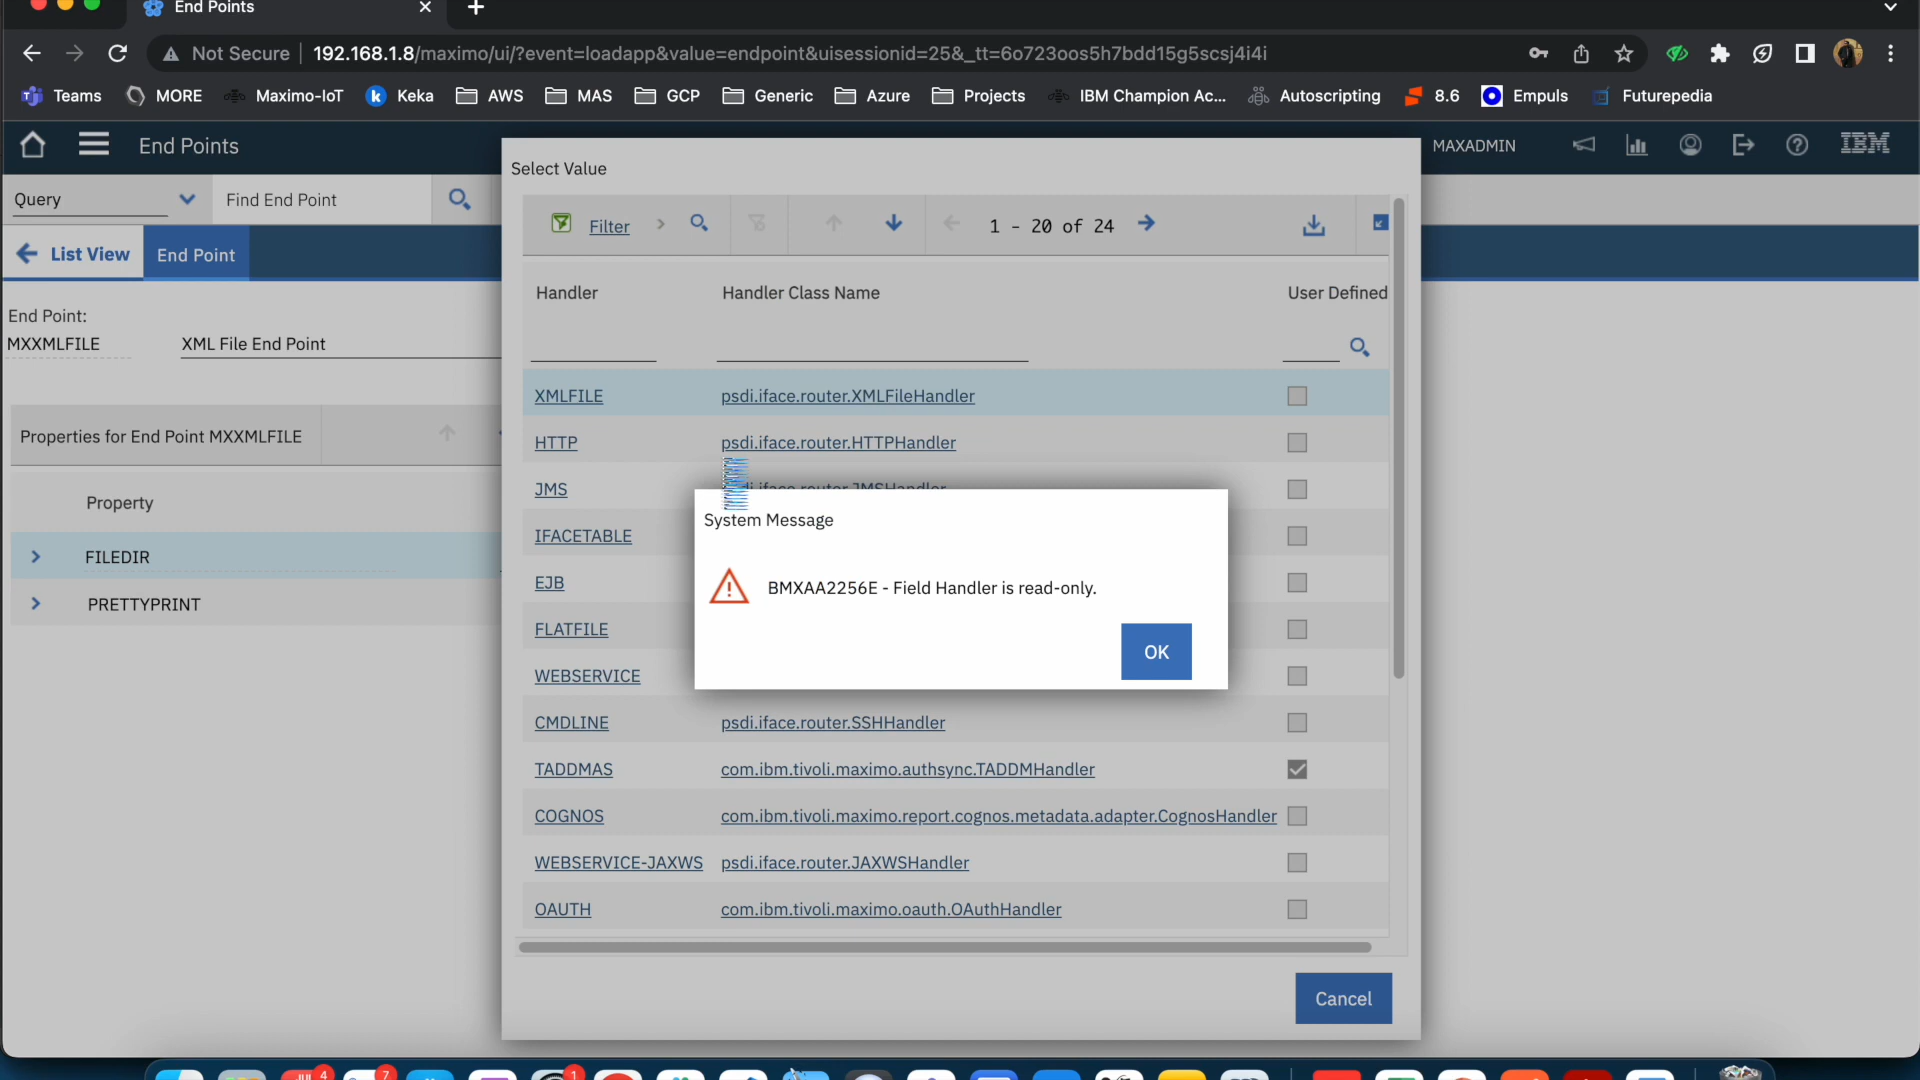 End Points
Not Secure | 192.168.1.8/maximo/ui/?event=loadapp&value=endpoint&uisessionid=25&_tt=6o723oos5h7bdd15g5scsj4i4i
Teams MORE Maximo-IoT Keka AWS MAS GCP Generic Azure Projects IBM Champion Ac... Autoscripting 8.6 Empuls Futurepedia
End Points
MAXADMIN
IBM
Select Value
Query
Find End Point
Filter
1 - 20 of 24
List View
End Point
Handler Handler Class Name User Defined
End Point:
MXXMLFILE XML File End Point
XMLFILE psdi.iface.router.XMLFileHandler
Properties for End Point MXXMLFILE
HTTP psdi.iface.router.HTTPHandler
JMS psdi.iface.router.JMSHandler
Property
System Message
IFACETABLE
FILEDIR
EJB
BMXAA2256E - Field Handler is read-only.
PRETTYPRINT
FLATFILE
OK
WEBSERVICE
CMDLINE psdi.iface.router.SSHHandler
TADDMAS com.ibm.tivoli.maximo.authsync.TADDMHandler
COGNOS com.ibm.tivoli.maximo.report.cognos.metadata.adapter.CognosHandler
WEBSERVICE-JAXWS psdi.iface.router.JAXWSHandler
OAUTH com.ibm.tivoli.maximo.oauth.OAuthHandler
Cancel
4
7
1